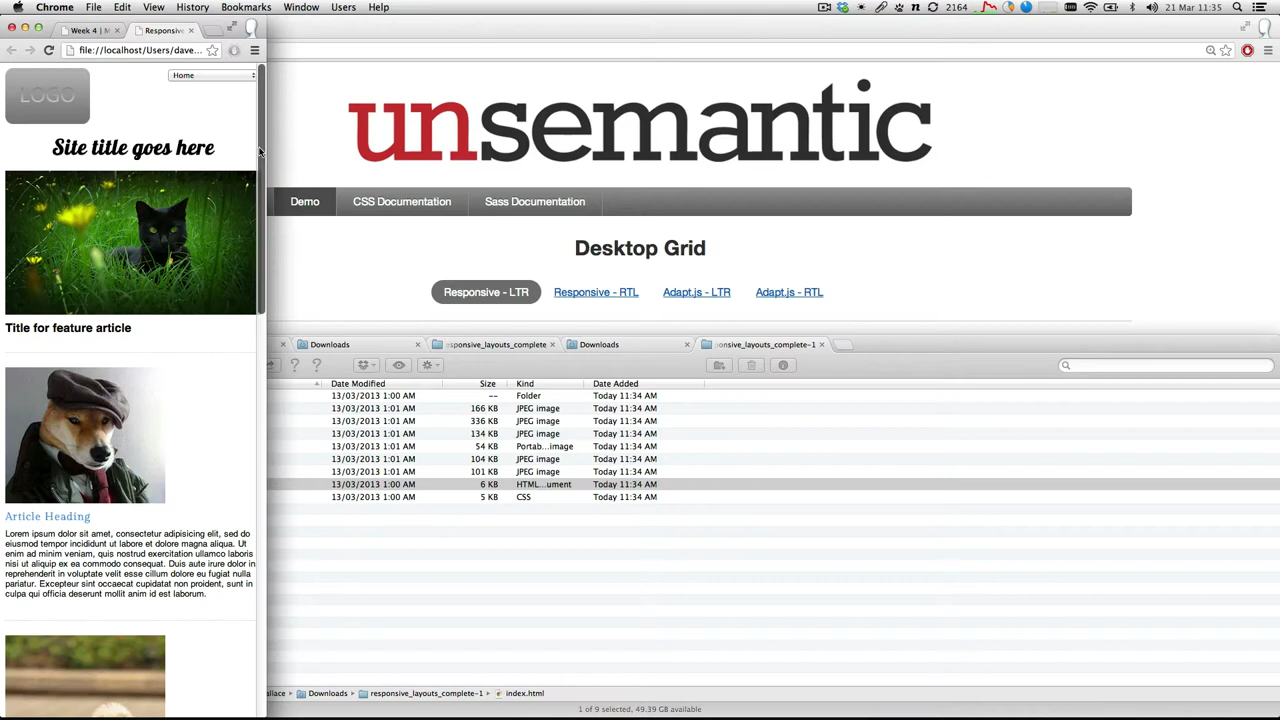 Chrome File Edit View History Bookmarks Window Users Help 2164 21 Mar 11:35
Week 4 | M Responsive
file://localhost/Users/dave...
LOGO
Home
Site title goes here
Title for feature article
Article Heading
Lorem ipsum dolor sit amet, consectetur adipisicing elit, sed do
eiusmod tempor incididunt ut labore et dolore magna aliqua. Ut
enim ad minim veniam, quis nostrud exercitation ullamco laboris
nisi ut aliquip ex ea commodo consequat. Duis aute irure dolor in
reprehenderit in voluptate velit esse cillum dolore eu fugiat nulla
pariatur. Excepteur sint occaecat cupidatat non proident, sunt in
culpa qui officia deserunt mollit anim id est laborum.
unsemantic
Demo CSS Documentation Sass Documentation
Desktop Grid
Responsive - LTR Responsive - RTL Adapt.js - LTR Adapt.js - RTL
Downloads sponsive_layouts_complete Downloads ponsive_layouts_complete-1
Date Modified Size Kind Date Added
13/03/2013 1:00 AM -- Folder Today 11:34 AM
13/03/2013 1:01 AM 166 KB JPEG image Today 11:34 AM
13/03/2013 1:01 AM 336 KB JPEG image Today 11:34 AM
13/03/2013 1:01 AM 134 KB JPEG image Today 11:34 AM
13/03/2013 1:01 AM 54 KB Portab...image Today 11:34 AM
13/03/2013 1:01 AM 104 KB JPEG image Today 11:34 AM
13/03/2013 1:01 AM 101 KB JPEG image Today 11:34 AM
13/03/2013 1:00 AM 6 KB HTML...ument Today 11:34 AM
13/03/2013 1:00 AM 5 KB CSS Today 11:34 AM
allace Downloads responsive_layouts_complete-1 index.html
1 of 9 selected, 49.39 GB available